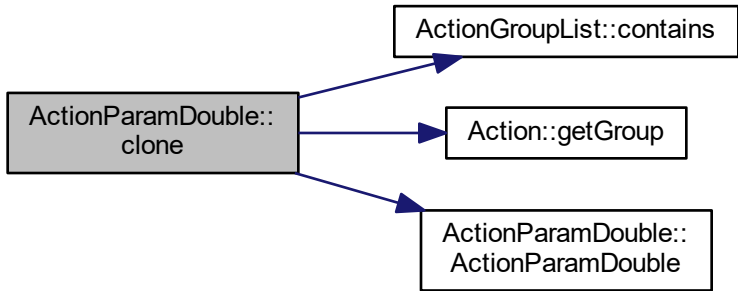 ActionParamDouble::
clone
ActionGroupList::contains
Action::getGroup
ActionParamDouble::
ActionParamDouble